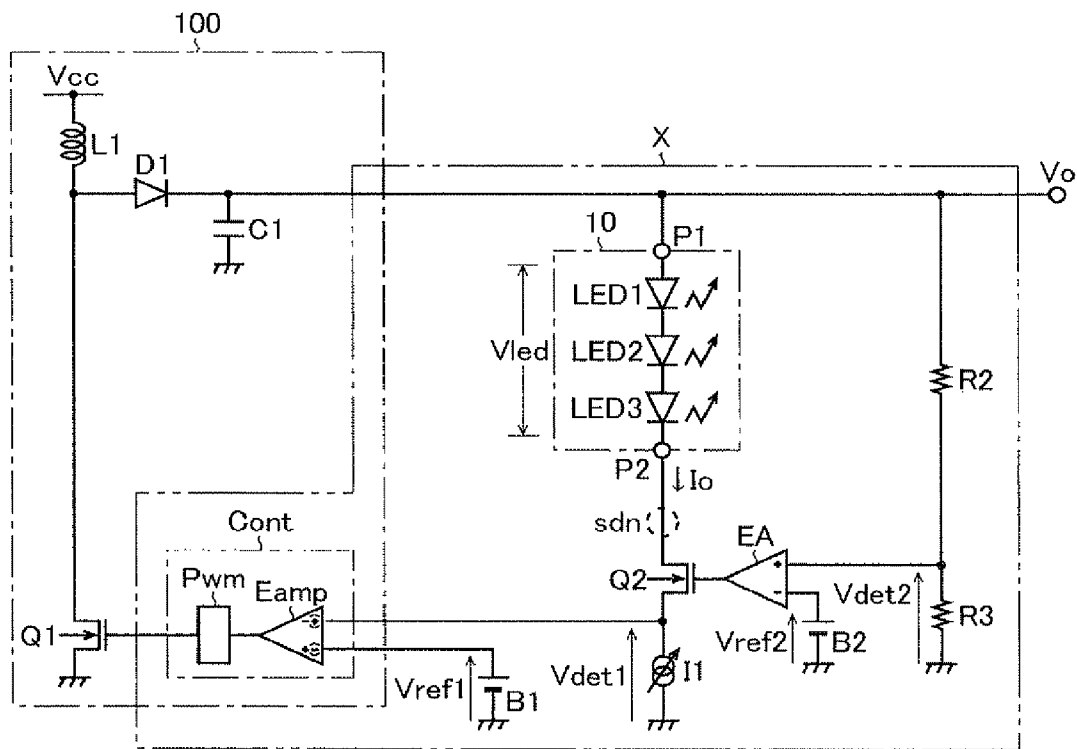 100
Vcc
L1
D1
X
Vo
C1
10
P1
LED1
Vled
LED2
R2
LED3
P2
Io
Cont
sdn
EA
Pwm
Eamp
Q2
+
-
Vdet2
R3
Q1
Vref2
B2
Vref1
B1
Vdet1
I1